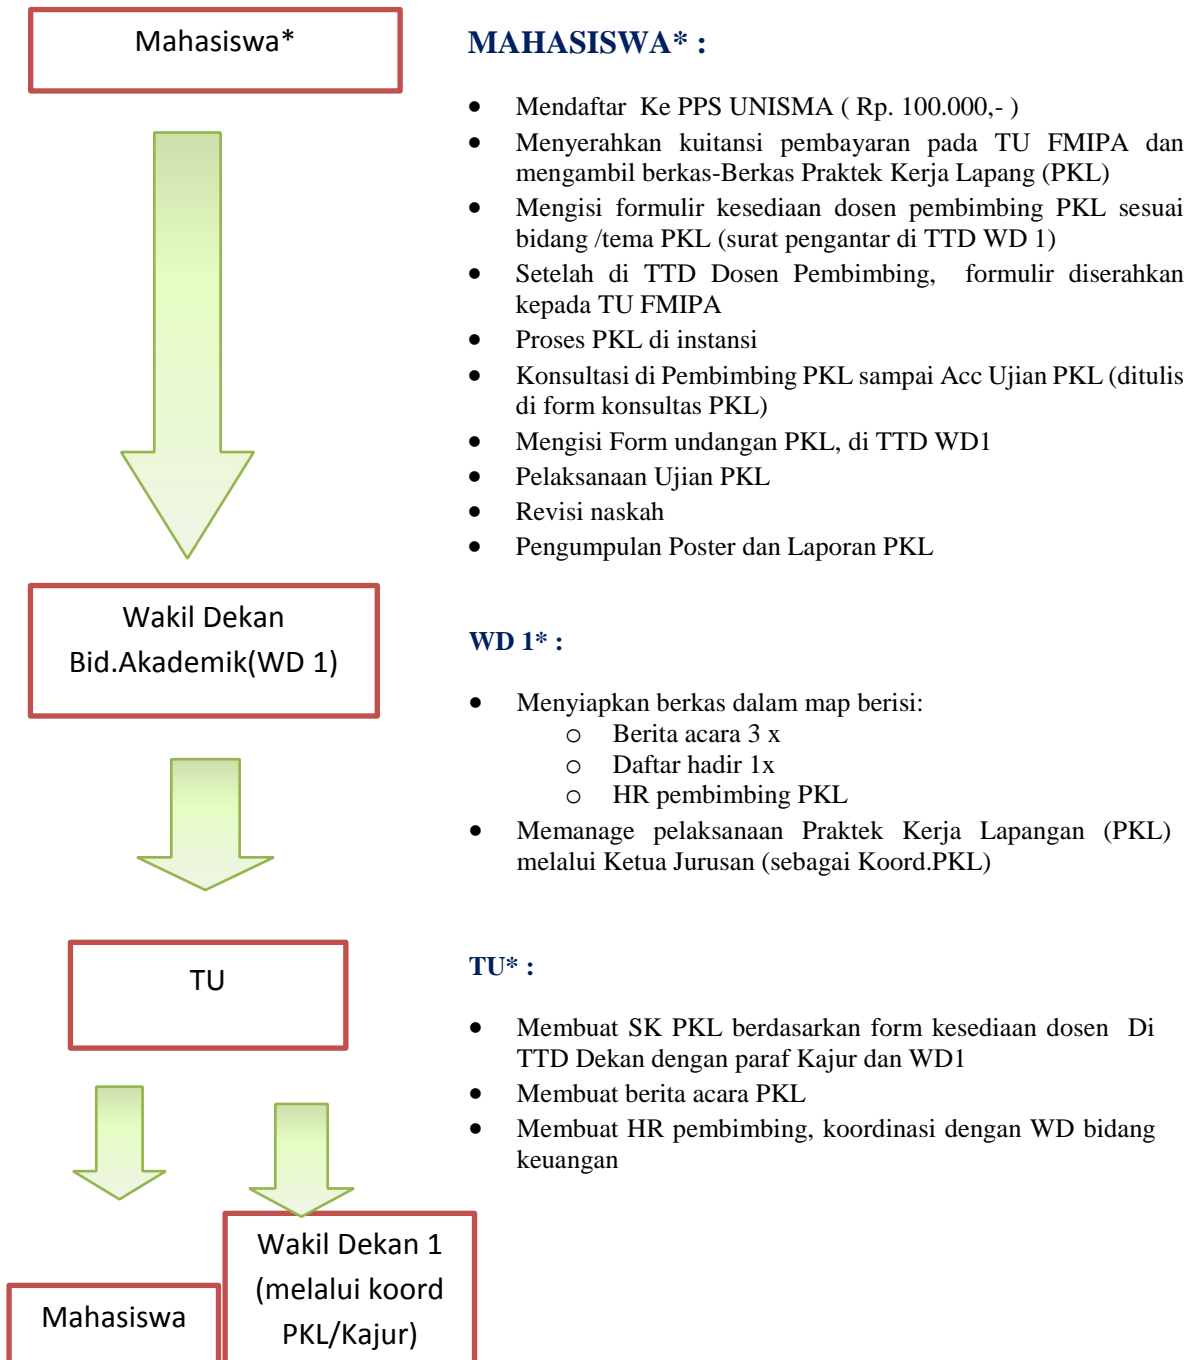 Mahasiswa*
MAHASISWA* :
• Mendaftar Ke PPS UNISMA ( Rp. 100.000,- )
• Menyerahkan kuitansi pembayaran pada TU FMIPA dan
mengambil berkas-Berkas Praktek Kerja Lapang (PKL)
• Mengisi formulir kesediaan dosen pembimbing PKL sesuai
bidang /tema PKL (surat pengantar di TTD WD 1)
• Setelah di TTD Dosen Pembimbing, formulir diserahkan
kepada TU FMIPA
• Proses PKL di instansi
• Konsultasi di Pembimbing PKL sampai Acc Ujian PKL (ditulis
di form konsultas PKL)
• Mengisi Form undangan PKL, di TTD WD1
• Pelaksanaan Ujian PKL
• Revisi naskah
• Pengumpulan Poster dan Laporan PKL
Wakil Dekan
Bid.Akademik(WD 1)
WD 1* :
• Menyiapkan berkas dalam map berisi:
o Berita acara 3 x
o Daftar hadir 1x
o HR pembimbing PKL
• Memanage pelaksanaan Praktek Kerja Lapangan (PKL)
melalui Ketua Jurusan (sebagai Koord.PKL)
TU
TU* :
• Membuat SK PKL berdasarkan form kesediaan dosen Di
TTD Dekan dengan paraf Kajur dan WD1
• Membuat berita acara PKL
• Membuat HR pembimbing, koordinasi dengan WD bidang
keuangan
Mahasiswa
Wakil Dekan 1
(melalui koord
PKL/Kajur)